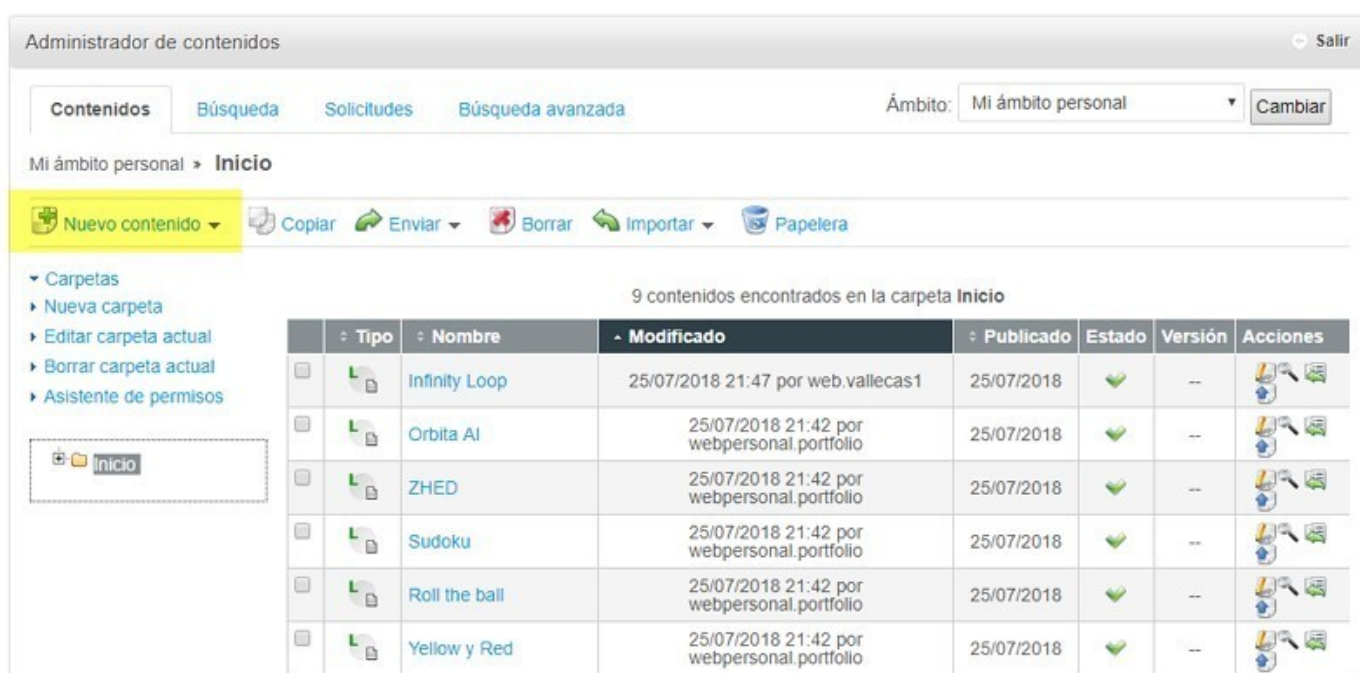 Administrador de contenidos
Salir
Contenidos Búsqueda Solicitudes Búsqueda avanzada Ámbito: Mi ámbito personal Cambiar
Mi ámbito personal » Inicio
Nuevo contenido Copiar Enviar Borrar Importar Papelera
Carpetas
Nueva carpeta
Editar carpeta actual
Borrar carpeta actual
Asistente de permisos
Inicio
9 contenidos encontrados en la carpeta Inicio
Tipo Nombre Modificado Publicado Estado Versión Acciones
L Infinity Loop 25/07/2018 21:47 por web.vallecas1 25/07/2018 --
L Orbita AI 25/07/2018 21:42 por
webpersonal.portfolio 25/07/2018 --
L ZHED 25/07/2018 21:42 por
webpersonal.portfolio 25/07/2018 --
L Sudoku 25/07/2018 21:42 por
webpersonal.portfolio 25/07/2018 --
L Roll the ball 25/07/2018 21:42 por
webpersonal.portfolio 25/07/2018 --
L Yellow y Red 25/07/2018 21:42 por
webpersonal.portfolio 25/07/2018 --